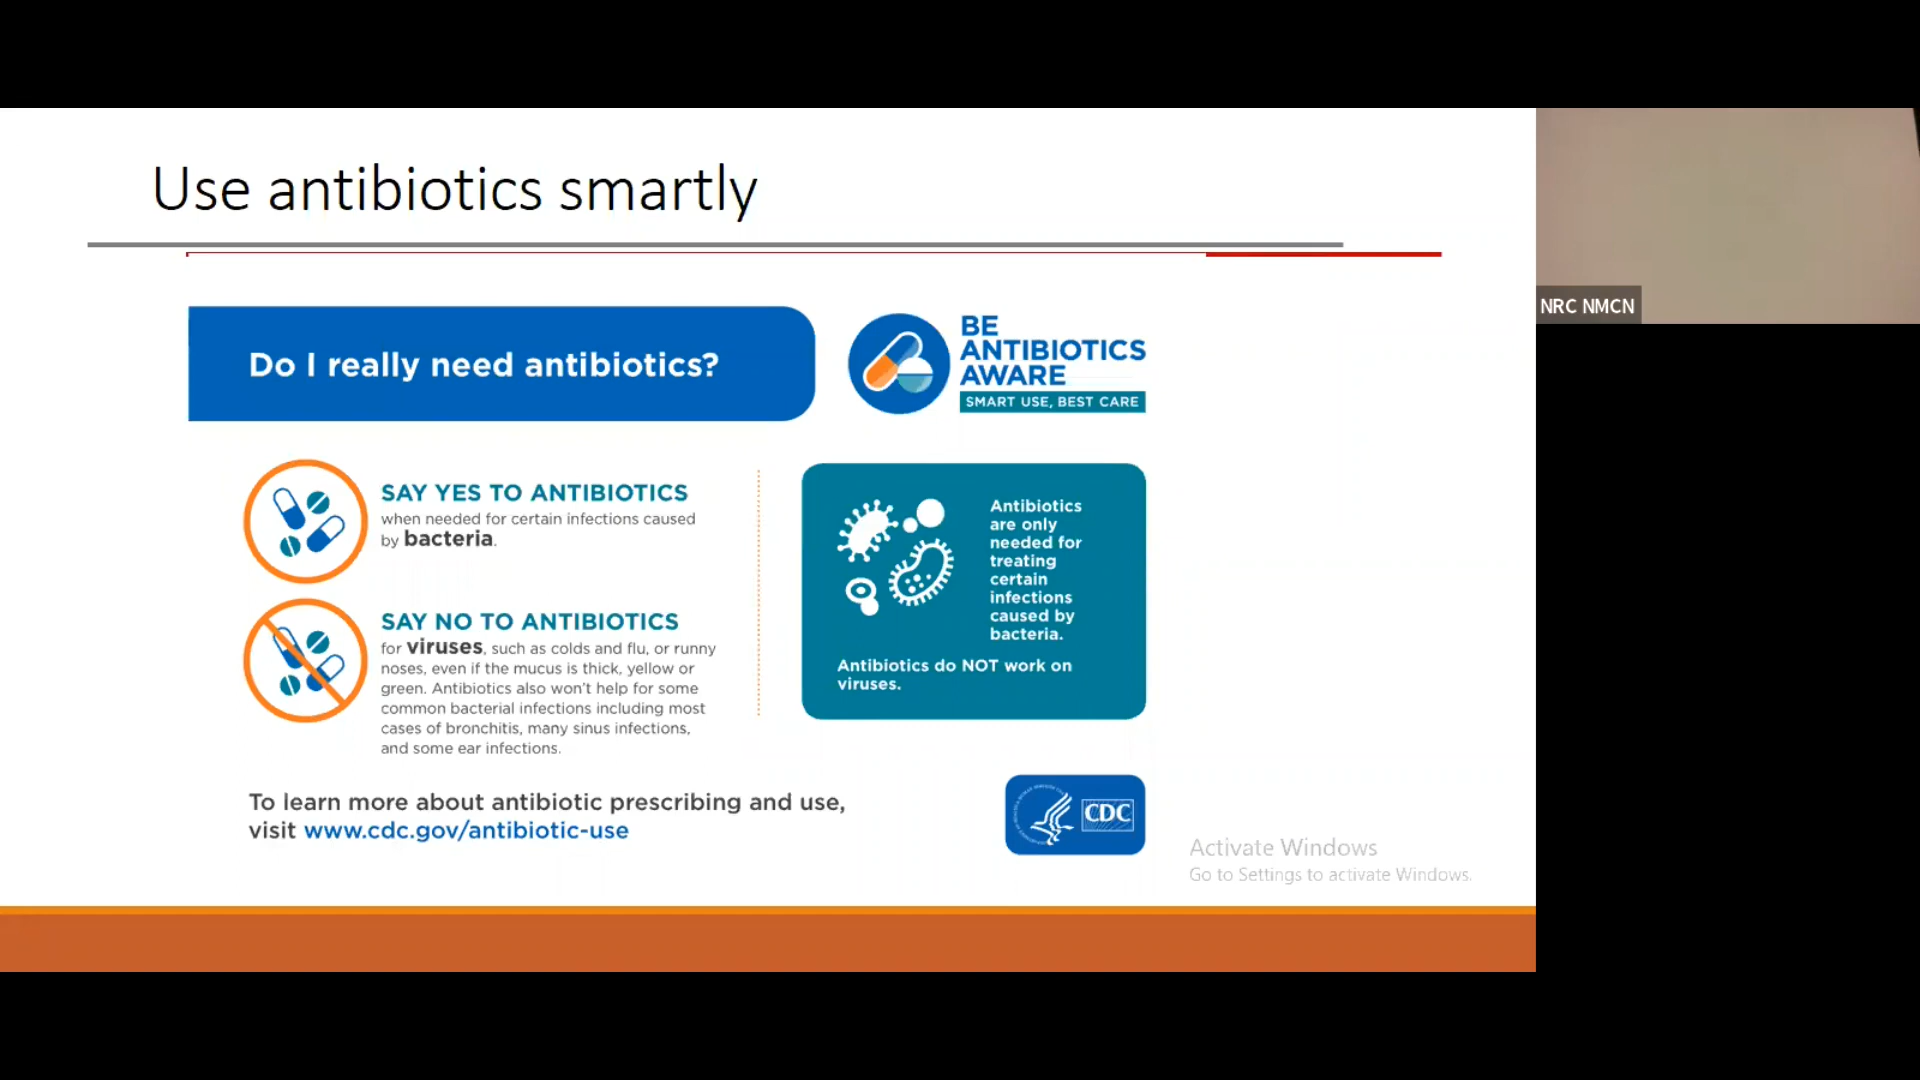 Use antibiotics smartly
NRC NMCN
Do I really need antibiotics?
BE
ANTIBIOTICS
AWARE
SMART USE, BEST CARE
SAY YES TO ANTIBIOTICS
when needed for certain infections caused
by bacteria.
SAY NO TO ANTIBIOTICS
for viruses, such as colds and flu, or runny
noses, even if the mucus is thick, yellow or
green. Antibiotics also won't help for some
common bacterial infections including most
cases of bronchitis, many sinus infections,
and some ear infections.
Antibiotics
are only
needed for
treating
certain
infections
caused by
bacteria.
Antibiotics do NOT work on
viruses.
To learn more about antibiotic prescribing and use,
visit www.cdc.gov/antibiotic-use
CDC
Activate Windows
Go to Settings to activate Windows.